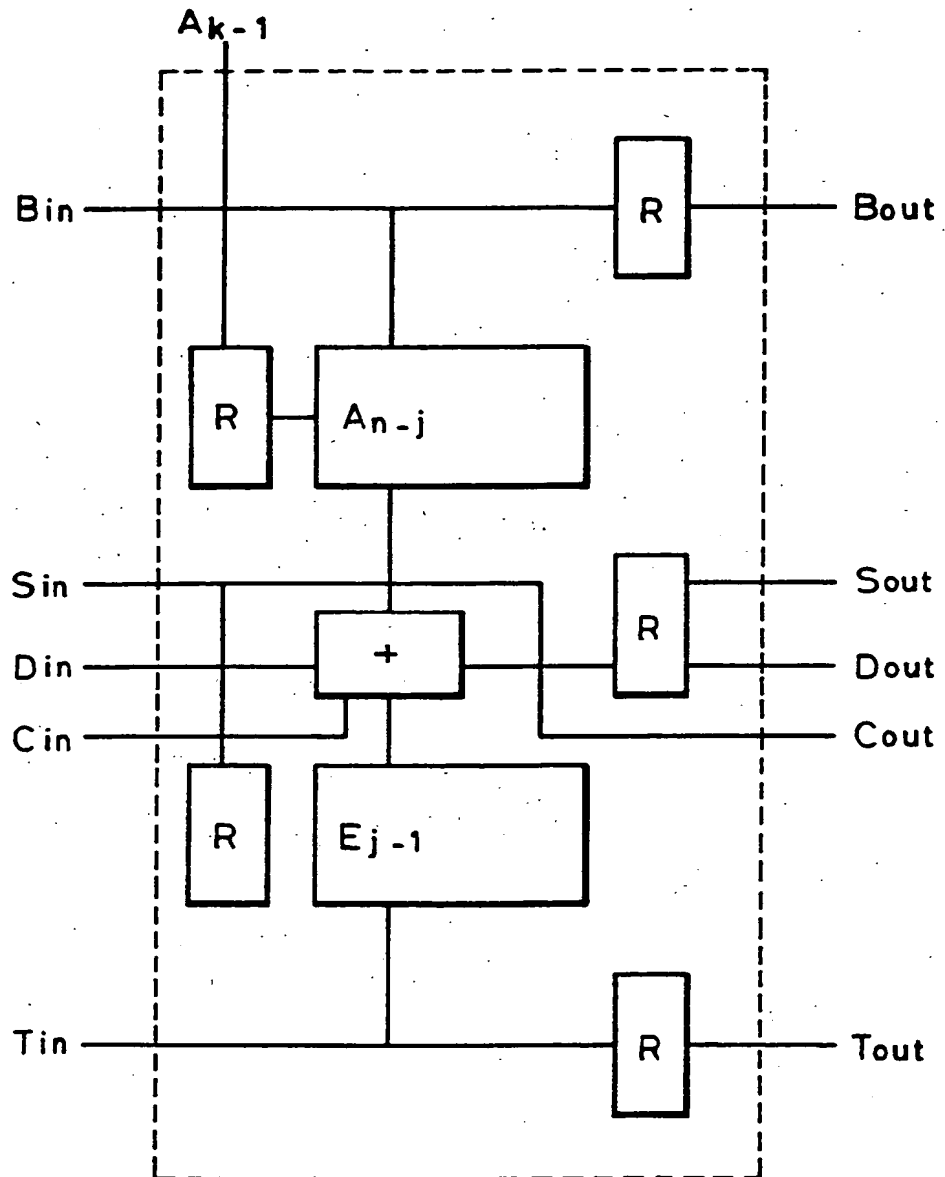 Ak-1
Bin
R
Bout
R
An-j
Sin
R
Sout
Din
+
Dout
Cin
Cout
R
Ej-1
Tin
R
Tout